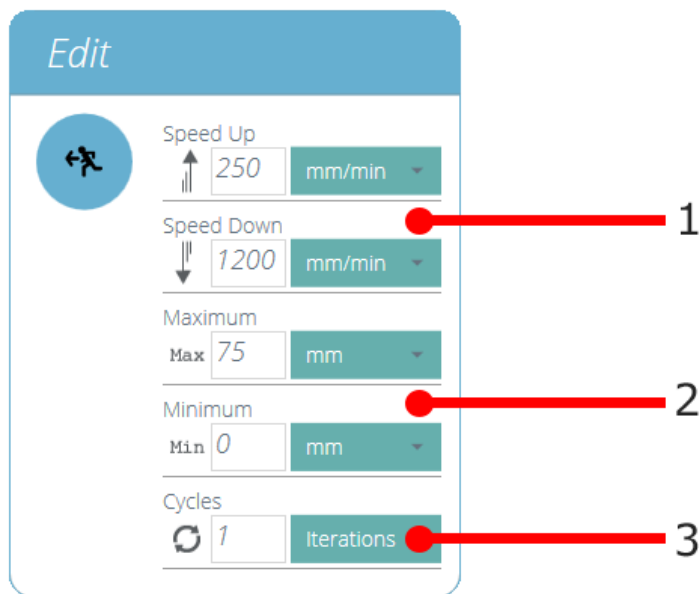 Edit
Speed Up
250 mm/min
1
Speed Down
1200 mm/min
Maximum
Max 75 mm
2
Minimum
Min 0 mm
Cycles
1 Iterations
3